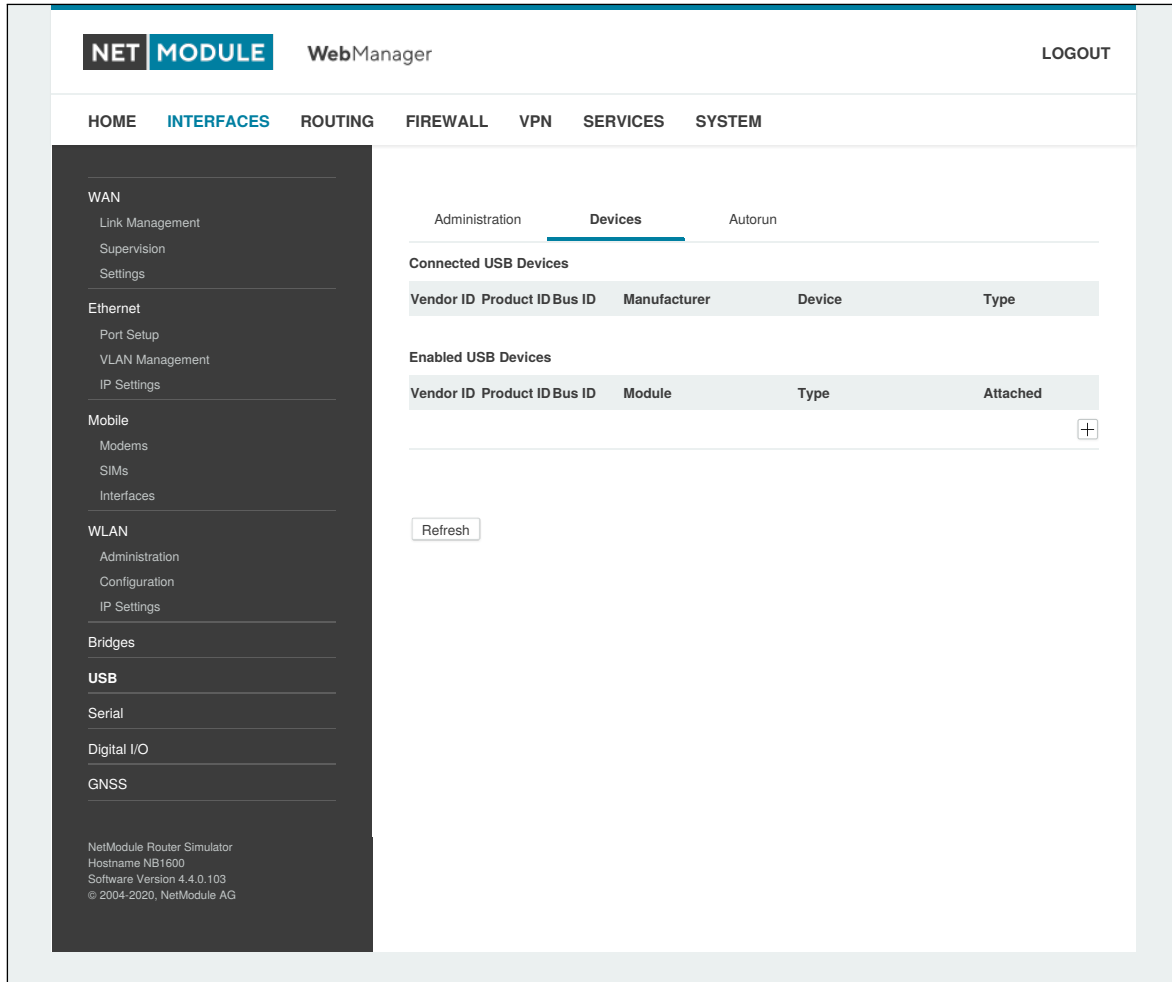 NET MODULE WebManager LOGOUT
HOME INTERFACES ROUTING FIREWALL VPN SERVICES SYSTEM
WAN
Link Management
Supervision
Settings
Ethernet
Port Setup
VLAN Management
IP Settings
Mobile
Modems
SIMs
Interfaces
WLAN
Administration
Configuration
IP Settings
Bridges
USB
Serial
Digital I/O
GNSS
NetModule Router Simulator
Hostname NB1600
Software Version 4.4.0.103
© 2004-2020, NetModule AG
Administration Devices Autorun
Connected USB Devices
Vendor ID Product ID Bus ID Manufacturer Device Type
Enabled USB Devices
Vendor ID Product ID Bus ID Module Type Attached
Refresh